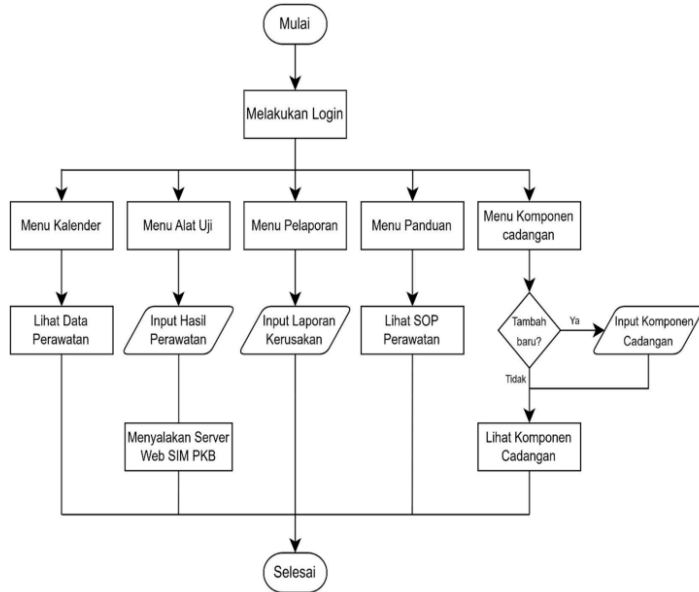 Mulai
Melakukan Login
Menu Kalender
Menu Alat Uji
Menu Pelaporan
Menu Panduan
Menu Komponen
cadangan
Lihat Data
Perawatan
Input Hasil
Perawatan
Input Laporan
Kerusakan
Lihat SOP
Perawatan
Tambah
baru?
Ya
Input Komponen
Cadangan
Tidak
Menyalakan Server
Web SIM PKB
Lihat Komponen
Cadangan
Selesai